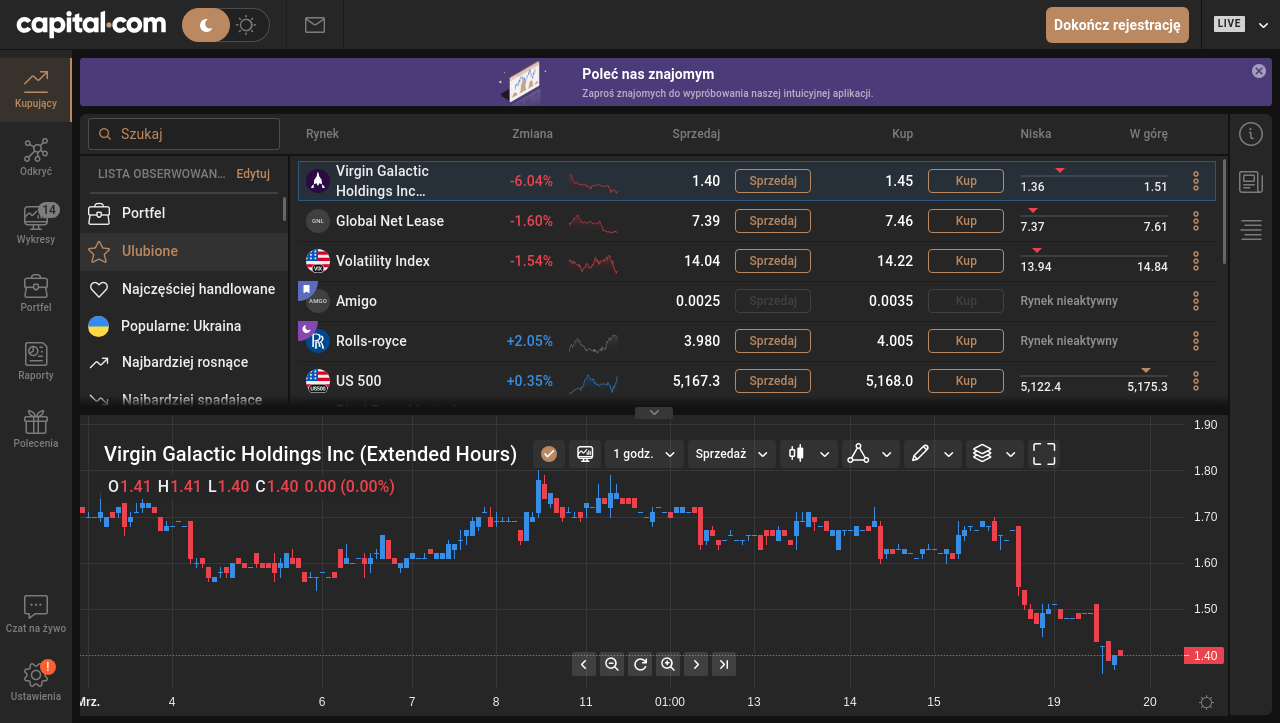 capital.com
Dokończ rejestrację
LIVE
Poleć nas znajomym
Zaproś znajomych do wypróbowania naszej intuicyjnej aplikacji.
Kupujący
Odkryć
14
Wykresy
Portfel
Raporty
Polecenia
Czat na żywo
!
Ustawienia
Szukaj
LISTA OBSERWOWAN... Edytuj
Portfel
Ulubione
Najczęściej handlowane
Popularne: Ukraina
Najbardziej rosnące
Najbardziej spadające
Rynek Zmiana Sprzedaj Kup Niska W górę
Virgin Galactic
Holdings Inc... -6.04% 1.40 Sprzedaj 1.45 Kup 1.36 1.51
GNL Global Net Lease -1.60% 7.39 Sprzedaj 7.46 Kup 7.37 7.61
VIX Volatility Index -1.54% 14.04 Sprzedaj 14.22 Kup 13.94 14.84
AMGO Amigo 0.0025 Sprzedaj 0.0035 Kup Rynek nieaktywny
Rolls-royce +2.05% 3.980 Sprzedaj 4.005 Kup Rynek nieaktywny
US500 US 500 +0.35% 5,167.3 Sprzedaj 5,168.0 Kup 5,122.4 5,175.3
Virgin Galactic Holdings Inc (Extended Hours) 1 godz. Sprzedaż
O1.41 H1.41 L1.40 C1.40 0.00 (0.00%)
1.90
1.80
1.70
1.60
1.50
1.40
Mrz. 4 6 7 8 11 01:00 13 14 15 19 20